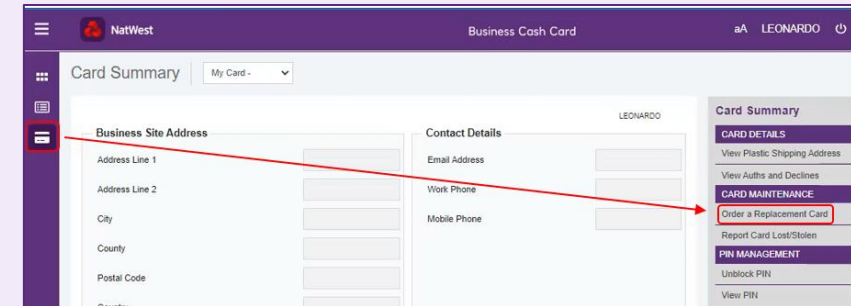 NatWest
Business Cash Card
aA LEONARDO
Card Summary
My Card -
LEONARDO
Business Site Address
Address Line 1
Address Line 2
City
County
Postal Code
Country
Contact Details
Email Address
Work Phone
Mobile Phone
Card Summary
CARD DETAILS
View Plastic Shipping Address
View Auths and Declines
CARD MAINTENANCE
Order a Replacement Card
Report Card Lost/Stolen
PIN MANAGEMENT
Unblock PIN
View PIN